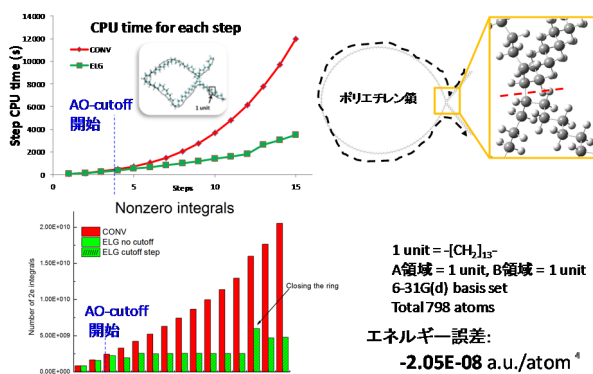 CPU time for each step
14000
12000
10000
8000
6000
4000
2000
0
Step CPU time (s)
CONV
ELG
1 unit
AO-cutoff
開始
0
5
Steps
10
15
ポリエチレン鎖
Nonzero integrals
2.00E+010
1.50E+010
1.00E+010
5.00E+009
0.00E+000
Number of 2e integrals
CONV
ELG no cutoff
ELG cutoff step
AO-cutoff
開始
Closing the ring
1 unit = -[CH2]13-
A領域 = 1 unit, B領域 = 1 unit
6-31G(d) basis set
Total 798 atoms
エネルギー誤差:
-2.05E-08 a.u./atom
4